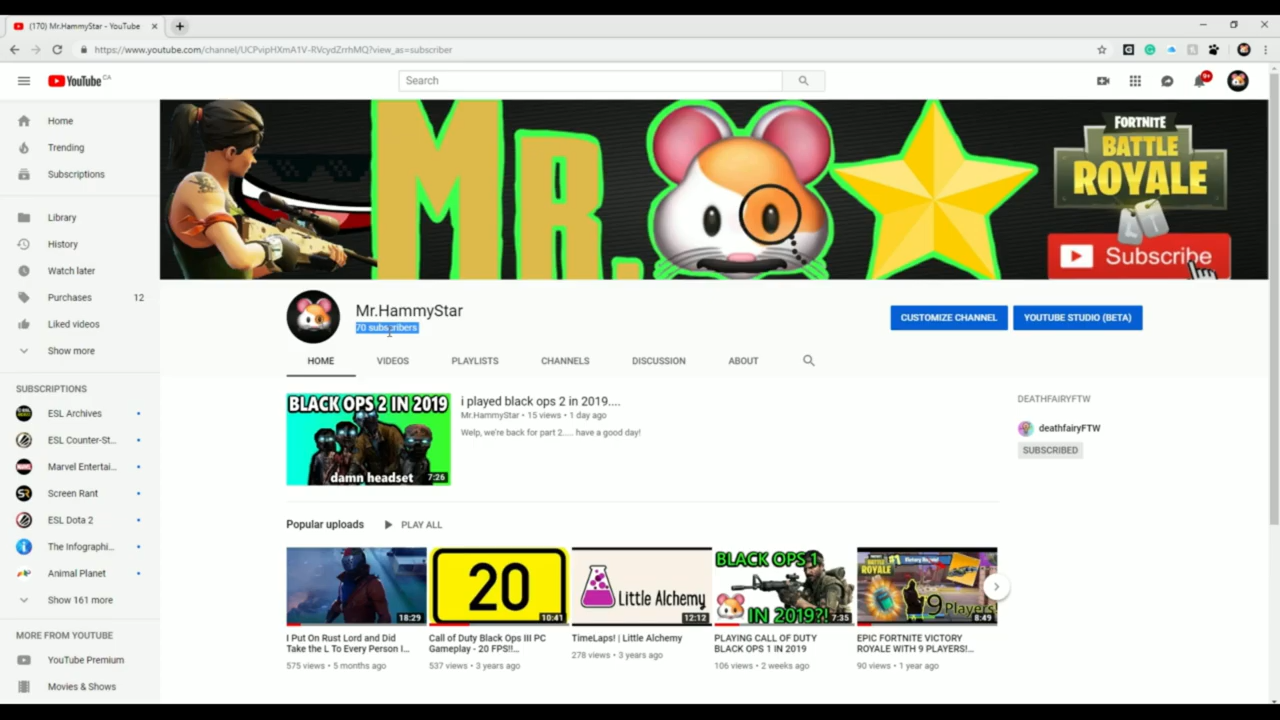 (170) Mr.HammyStar - YouTube
https://www.youtube.com/channel/UCPvipHXmA1V-RVcydZrrhMQ?view_as=subscriber
YouTube CA
Search
9+
Home
Trending
Subscriptions
Library
History
Watch later
Purchases 12
Liked videos
Show more
SUBSCRIPTIONS
ESL Archives
ESL Counter-St...
Marvel Entertai...
Screen Rant
ESL Dota 2
The Infographi...
Animal Planet
Show 161 more
MORE FROM YOUTUBE
YouTube Premium
Movies & Shows
MR.
FORTNITE
BATTLE
ROYALE
Subscribe
Mr.HammyStar
70 subscribers
CUSTOMIZE CHANNEL
YOUTUBE STUDIO (BETA)
HOME VIDEOS PLAYLISTS CHANNELS DISCUSSION ABOUT
BLACK OPS 2 IN 2019
damn headset
7:26
i played black ops 2 in 2019....
Mr.HammyStar • 15 views • 1 day ago
Welp, we're back for part 2..... have a good day!
DEATHFAIRYFTW
deathfairyFTW
SUBSCRIBED
Popular uploads
PLAY ALL
18:29
I Put On Rust Lord and Did
Take the L To Every Person I...
575 views • 5 months ago
20
10:41
Call of Duty Black Ops III PC
Gameplay - 20 FPS!!...
537 views • 3 years ago
Little Alchemy
12:12
TimeLaps! | Little Alchemy
278 views • 3 years ago
BLACK OPS 1
IN 2019?!
7:35
PLAYING CALL OF DUTY
BLACK OPS 1 IN 2019
106 views • 2 weeks ago
#1 Victory Royale!
BATTLE
ROYALE
9 Players!
8:49
EPIC FORTNITE VICTORY
ROYALE WITH 9 PLAYERS!...
90 views • 1 year ago